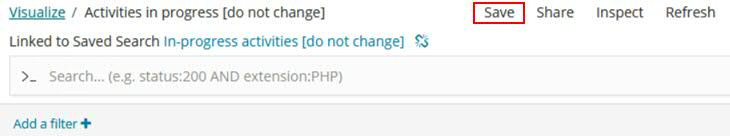 Visualize / Activities in progress [do not change] Save Share Inspect Refresh
Linked to Saved Search In-progress activities [do not change]
>_ Search... (e.g. status:200 AND extension:PHP)
Add a filter +